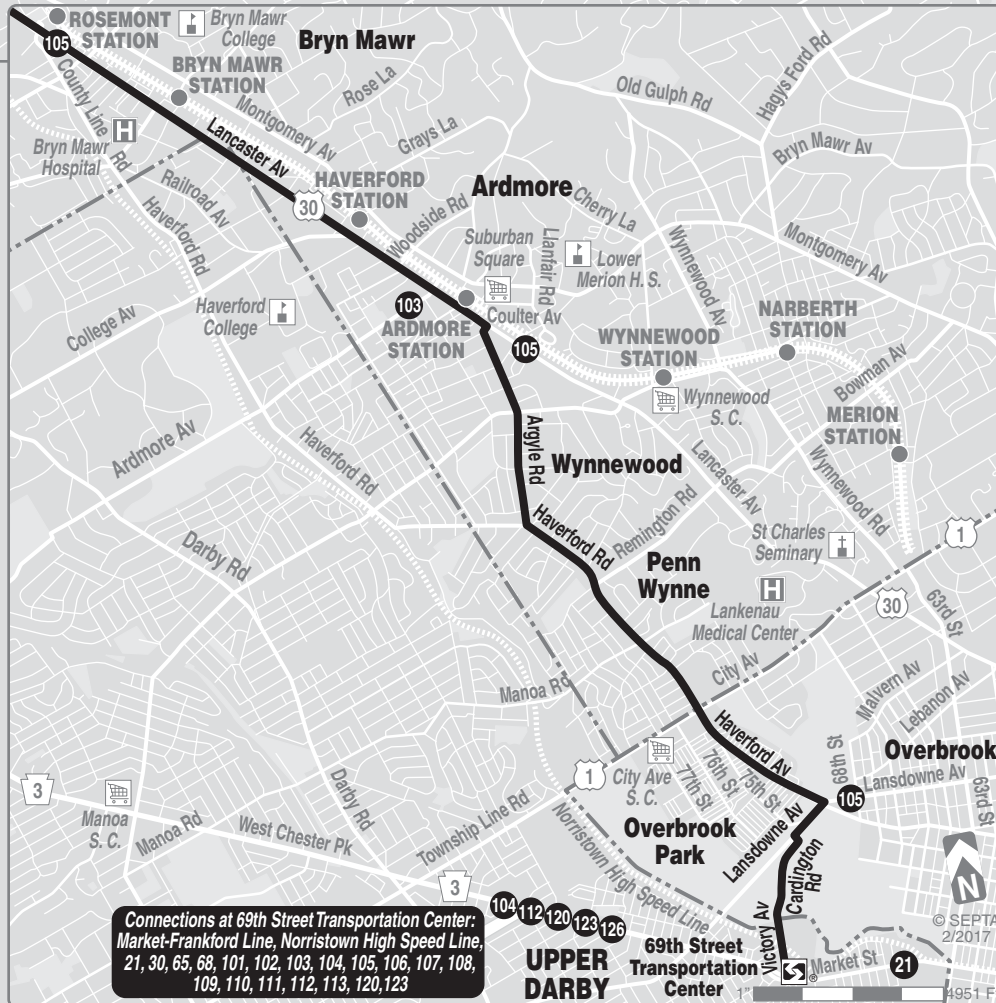 ROSEMONT
STATION
Bryn Mawr
College
Bryn Mawr
105
BRYN MAWR
STATION
County Line
Rd
Montgomery Av
Rose La
Old Gulph Rd
Hagys Ford Rd
Grays La
Bryn Mawr Av
H
Bryn Mawr
Hospital
Lancaster Av
Railroad Av
30
HAVERFORD
STATION
Ardmore
Cherry La
Haverford Rd
Woodside Rd
Suburban
Square
Llanfair Rd
Lower
Merion H. S.
Wynnewood Av
Montgomery Av
College Av
Haverford
College
103
ARDMORE
STATION
Coulter Av
105
WYNNEWOOD
STATION
NARBERTH
STATION
Bowman Av
Wynnewood
S. C.
MERION
STATION
Ardmore Av
Haverford Rd
Argyle Rd
Wynnewood
Lancaster Av
Wynnewood Rd
Darby Rd
Haverford Rd
Remington Rd
St Charles
Seminary
1
Penn
Wynne
H
Lankenau
Medical Center
30
63rd St
City Av
Manoa Rd
Malvern Av
Lebanon Av
Haverford Av
68th St
Overbrook
Lansdowne Av
1
City Ave
S. C.
77th St
76th St
75th St
105
63rd St
3
Manoa
S. C.
Manoa Rd
Darby Rd
West Chester Pk
Township Line Rd
Norristown High Speed Line
Overbrook
Park
Lansdowne Av
Cardington
Rd
N
3
104
112
120
123
126
© SEPTA
2/2017
Connections at 69th Street Transportation Center:
Market-Frankford Line, Norristown High Speed Line,
21, 30, 65, 68, 101, 102, 103, 104, 105, 106, 107, 108,
109, 110, 111, 112, 113, 120,123
UPPER
DARBY
69th Street
Transportation
Center
Victory Av
®
Market St
21
1"
4951 F